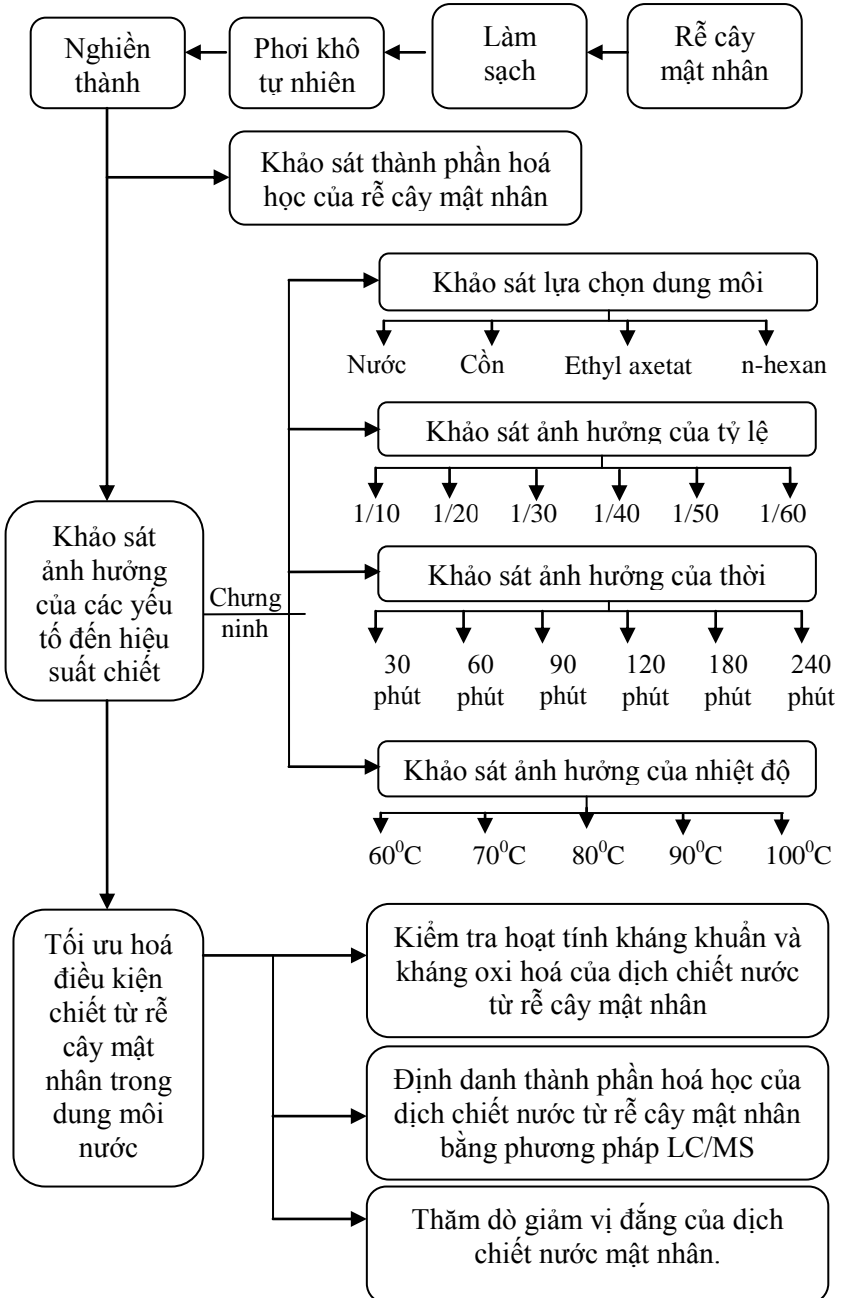 Nghiền
thành
Phơi khô
tự nhiên
Làm
sạch
Rễ cây
mật nhân
Khảo sát thành phần hoá
học của rễ cây mật nhân
Khảo sát lựa chọn dung môi
Nước Cồn Ethyl axetat n-hexan
Khảo sát ảnh hưởng của tỷ lệ
1/10 1/20 1/30 1/40 1/50 1/60
Khảo sát
ảnh hưởng
của các yếu
tố đến hiệu
suất chiết
Chưng
ninh
Khảo sát ảnh hưởng của thời
30 60 90 120 180 240
phút phút phút phút phút phút
Khảo sát ảnh hưởng của nhiệt độ
60⁰C 70⁰C 80⁰C 90⁰C 100⁰C
Tối ưu hoá
điều kiện
chiết từ rễ
cây mật
nhân trong
dung môi
nước
Kiểm tra hoạt tính kháng khuẩn và
kháng oxi hoá của dịch chiết nước
từ rễ cây mật nhân
Định danh thành phần hoá học của
dịch chiết nước từ rễ cây mật nhân
bằng phương pháp LC/MS
Thăm dò giảm vị đắng của dịch
chiết nước mật nhân.